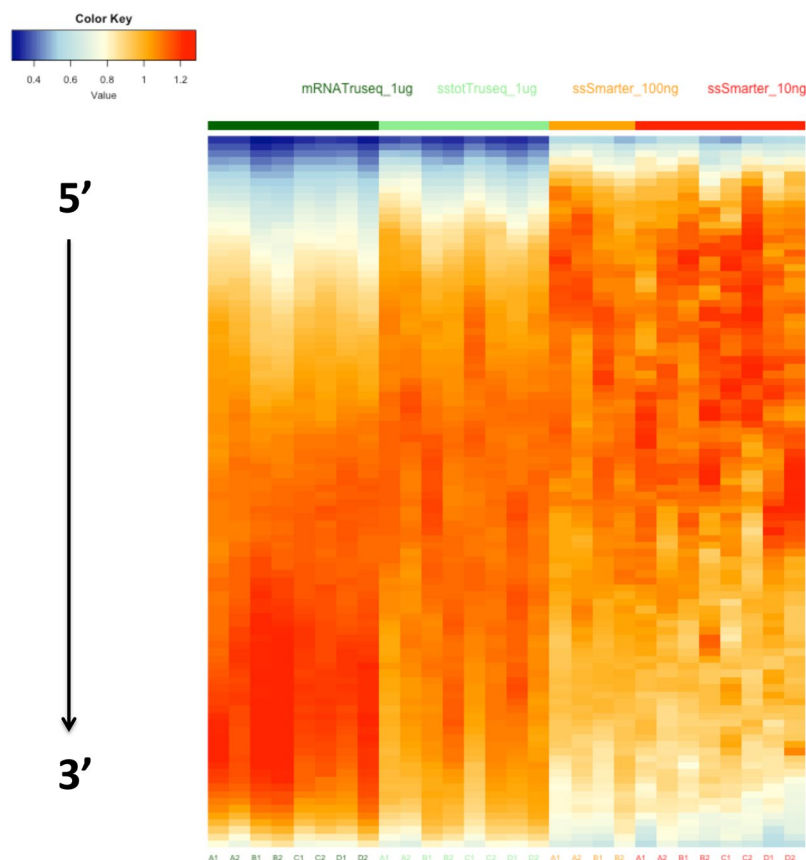 Color Key
0.4 0.6 0.8 1 1.2
Value
mRNATruseq_1ug sstotTruseq_1ug ssSmarter_100ng ssSmarter_10ng
5’
3’
A1 A2 B1 B2 C1 C2 D1 D2 A1 A2 B1 B2 C1 C2 D1 D2 A1 A2 B1 B2 A1 A2 B1 B2 C1 C2 D1 D2